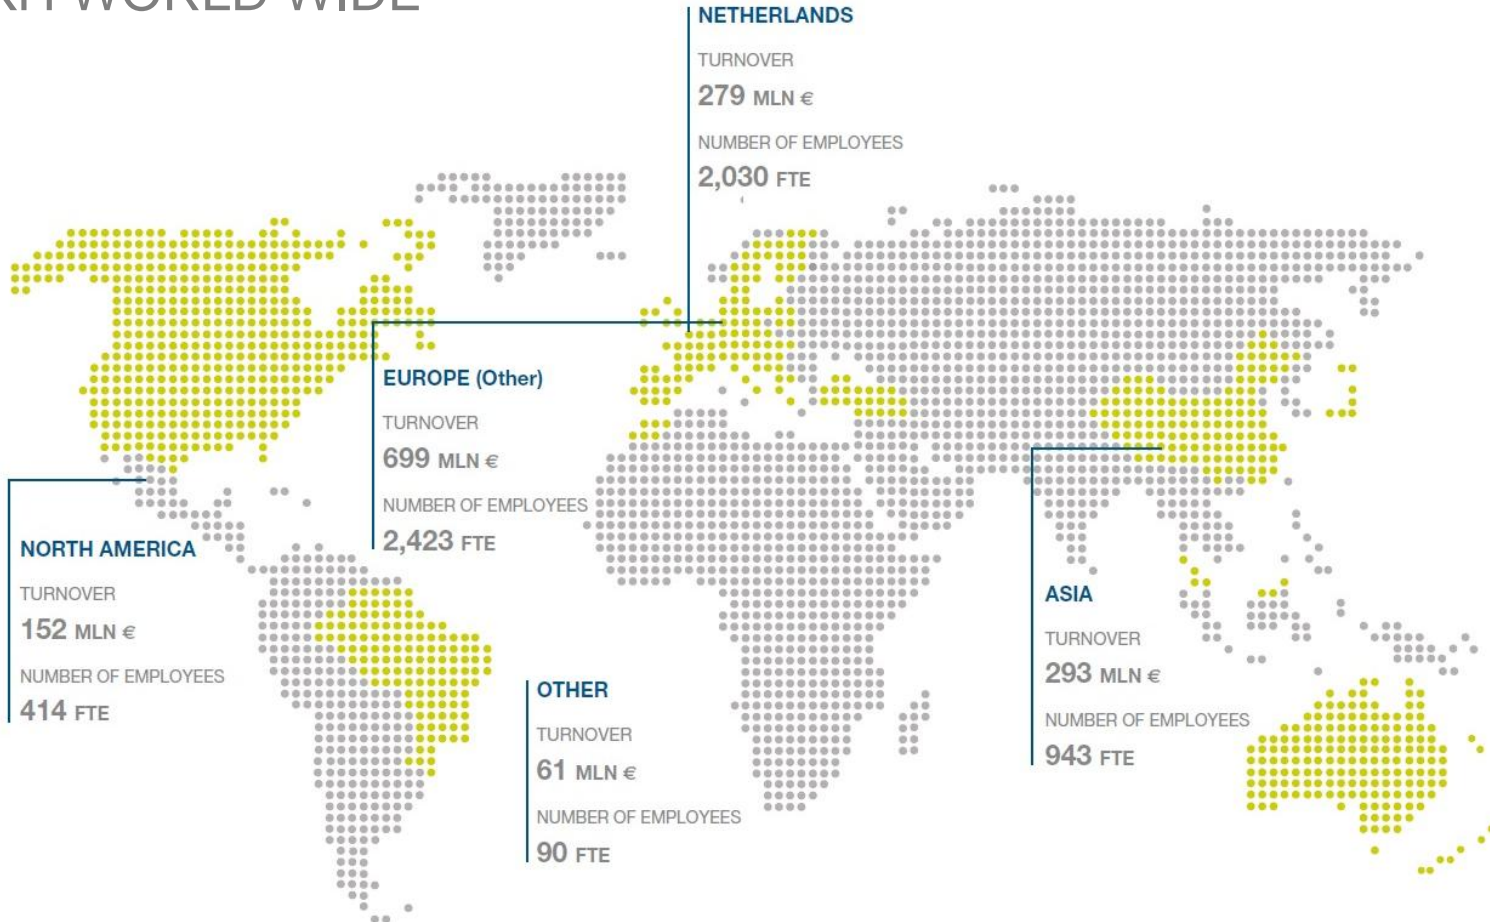 WORLD WIDE
NETHERLANDS
TURNOVER
279 MLN €
NUMBER OF EMPLOYEES
2,030 FTE
EUROPE (Other)
TURNOVER
699 MLN €
NUMBER OF EMPLOYEES
2,423 FTE
NORTH AMERICA
TURNOVER
152 MLN €
NUMBER OF EMPLOYEES
414 FTE
OTHER
TURNOVER
61 MLN €
NUMBER OF EMPLOYEES
90 FTE
ASIA
TURNOVER
293 MLN €
NUMBER OF EMPLOYEES
943 FTE